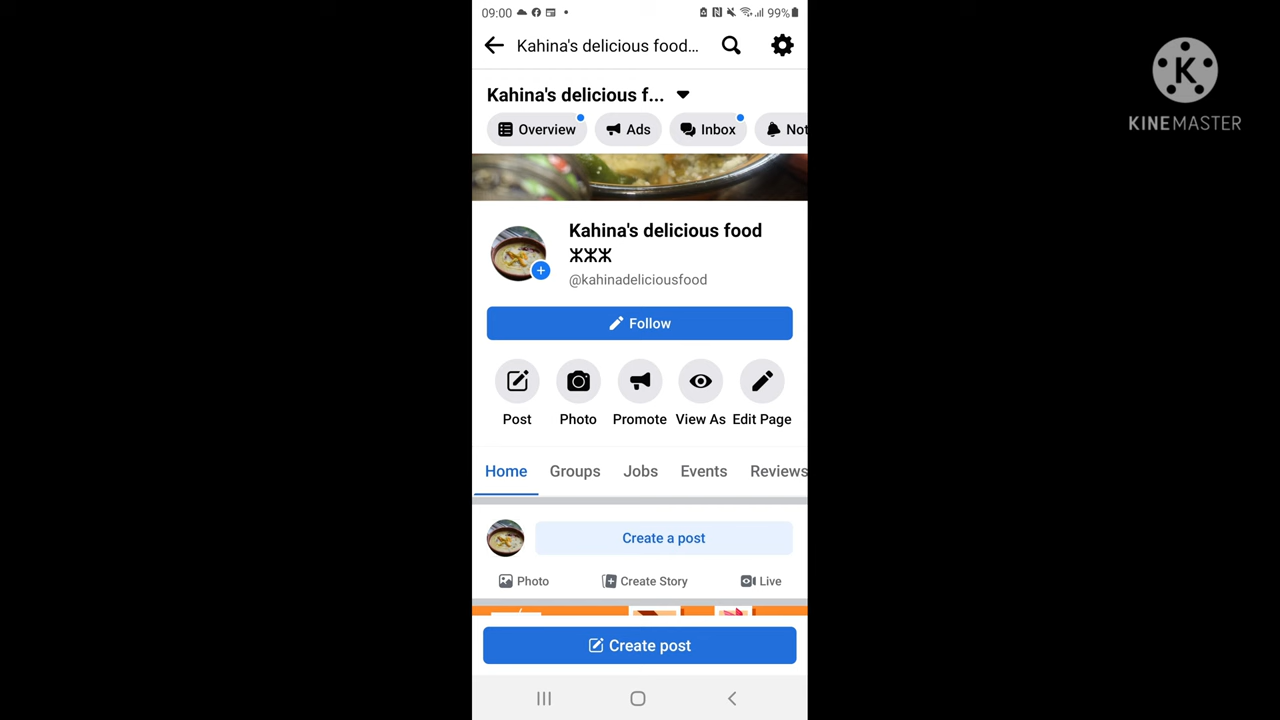 09:00 99%
Kahina's delicious food...
K
KINEMASTER
Kahina's delicious f...
Overview Ads Inbox Not
Kahina's delicious food
ⵣⵣⵣ
@kahinadeliciousfood
Follow
Post Photo Promote View As Edit Page
Home Groups Jobs Events Reviews
Create a post
Photo Create Story Live
Create post